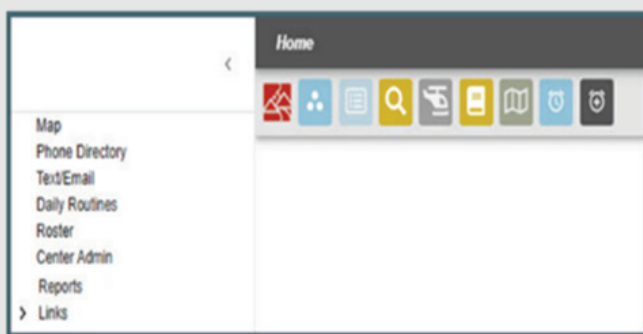 Home
Map
Phone Directory
Text/Email
Daily Routines
Roster
Center Admin
Reports
Links